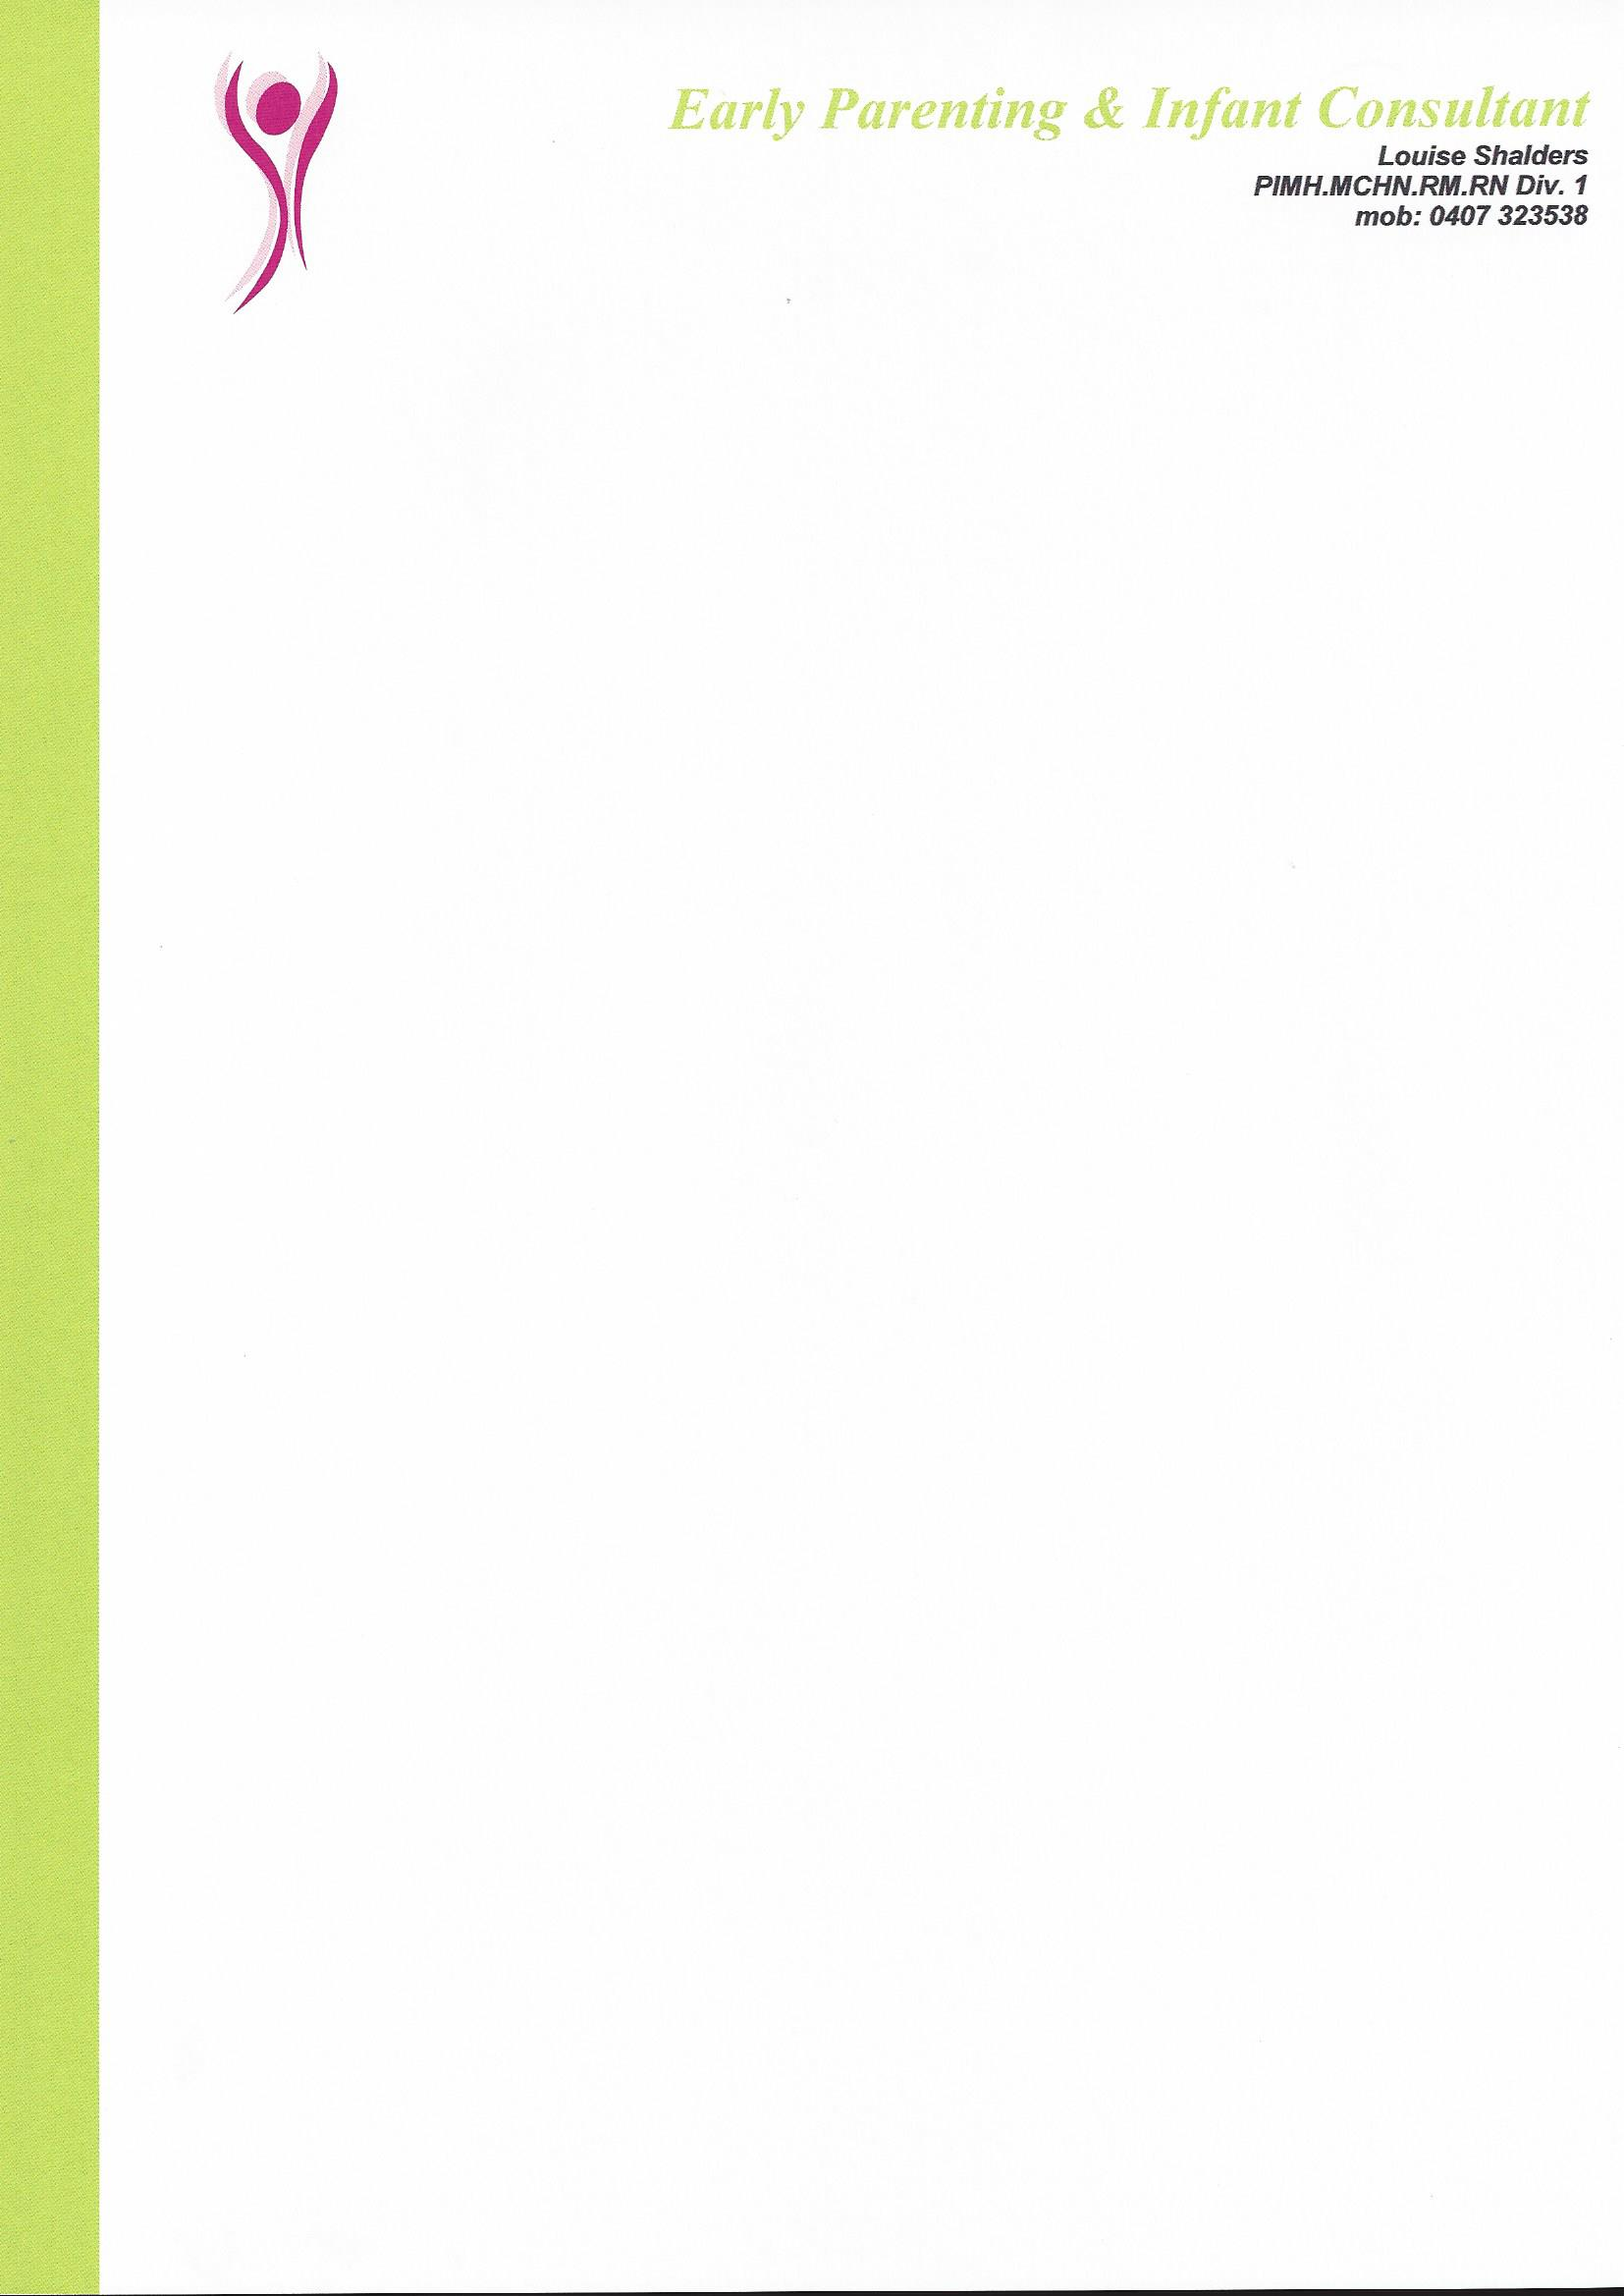 Early Parenting & Infant Consultant
Louise Shalders
PIMH.MCHN.RM.RN Div. 1
mob: 0407 323538